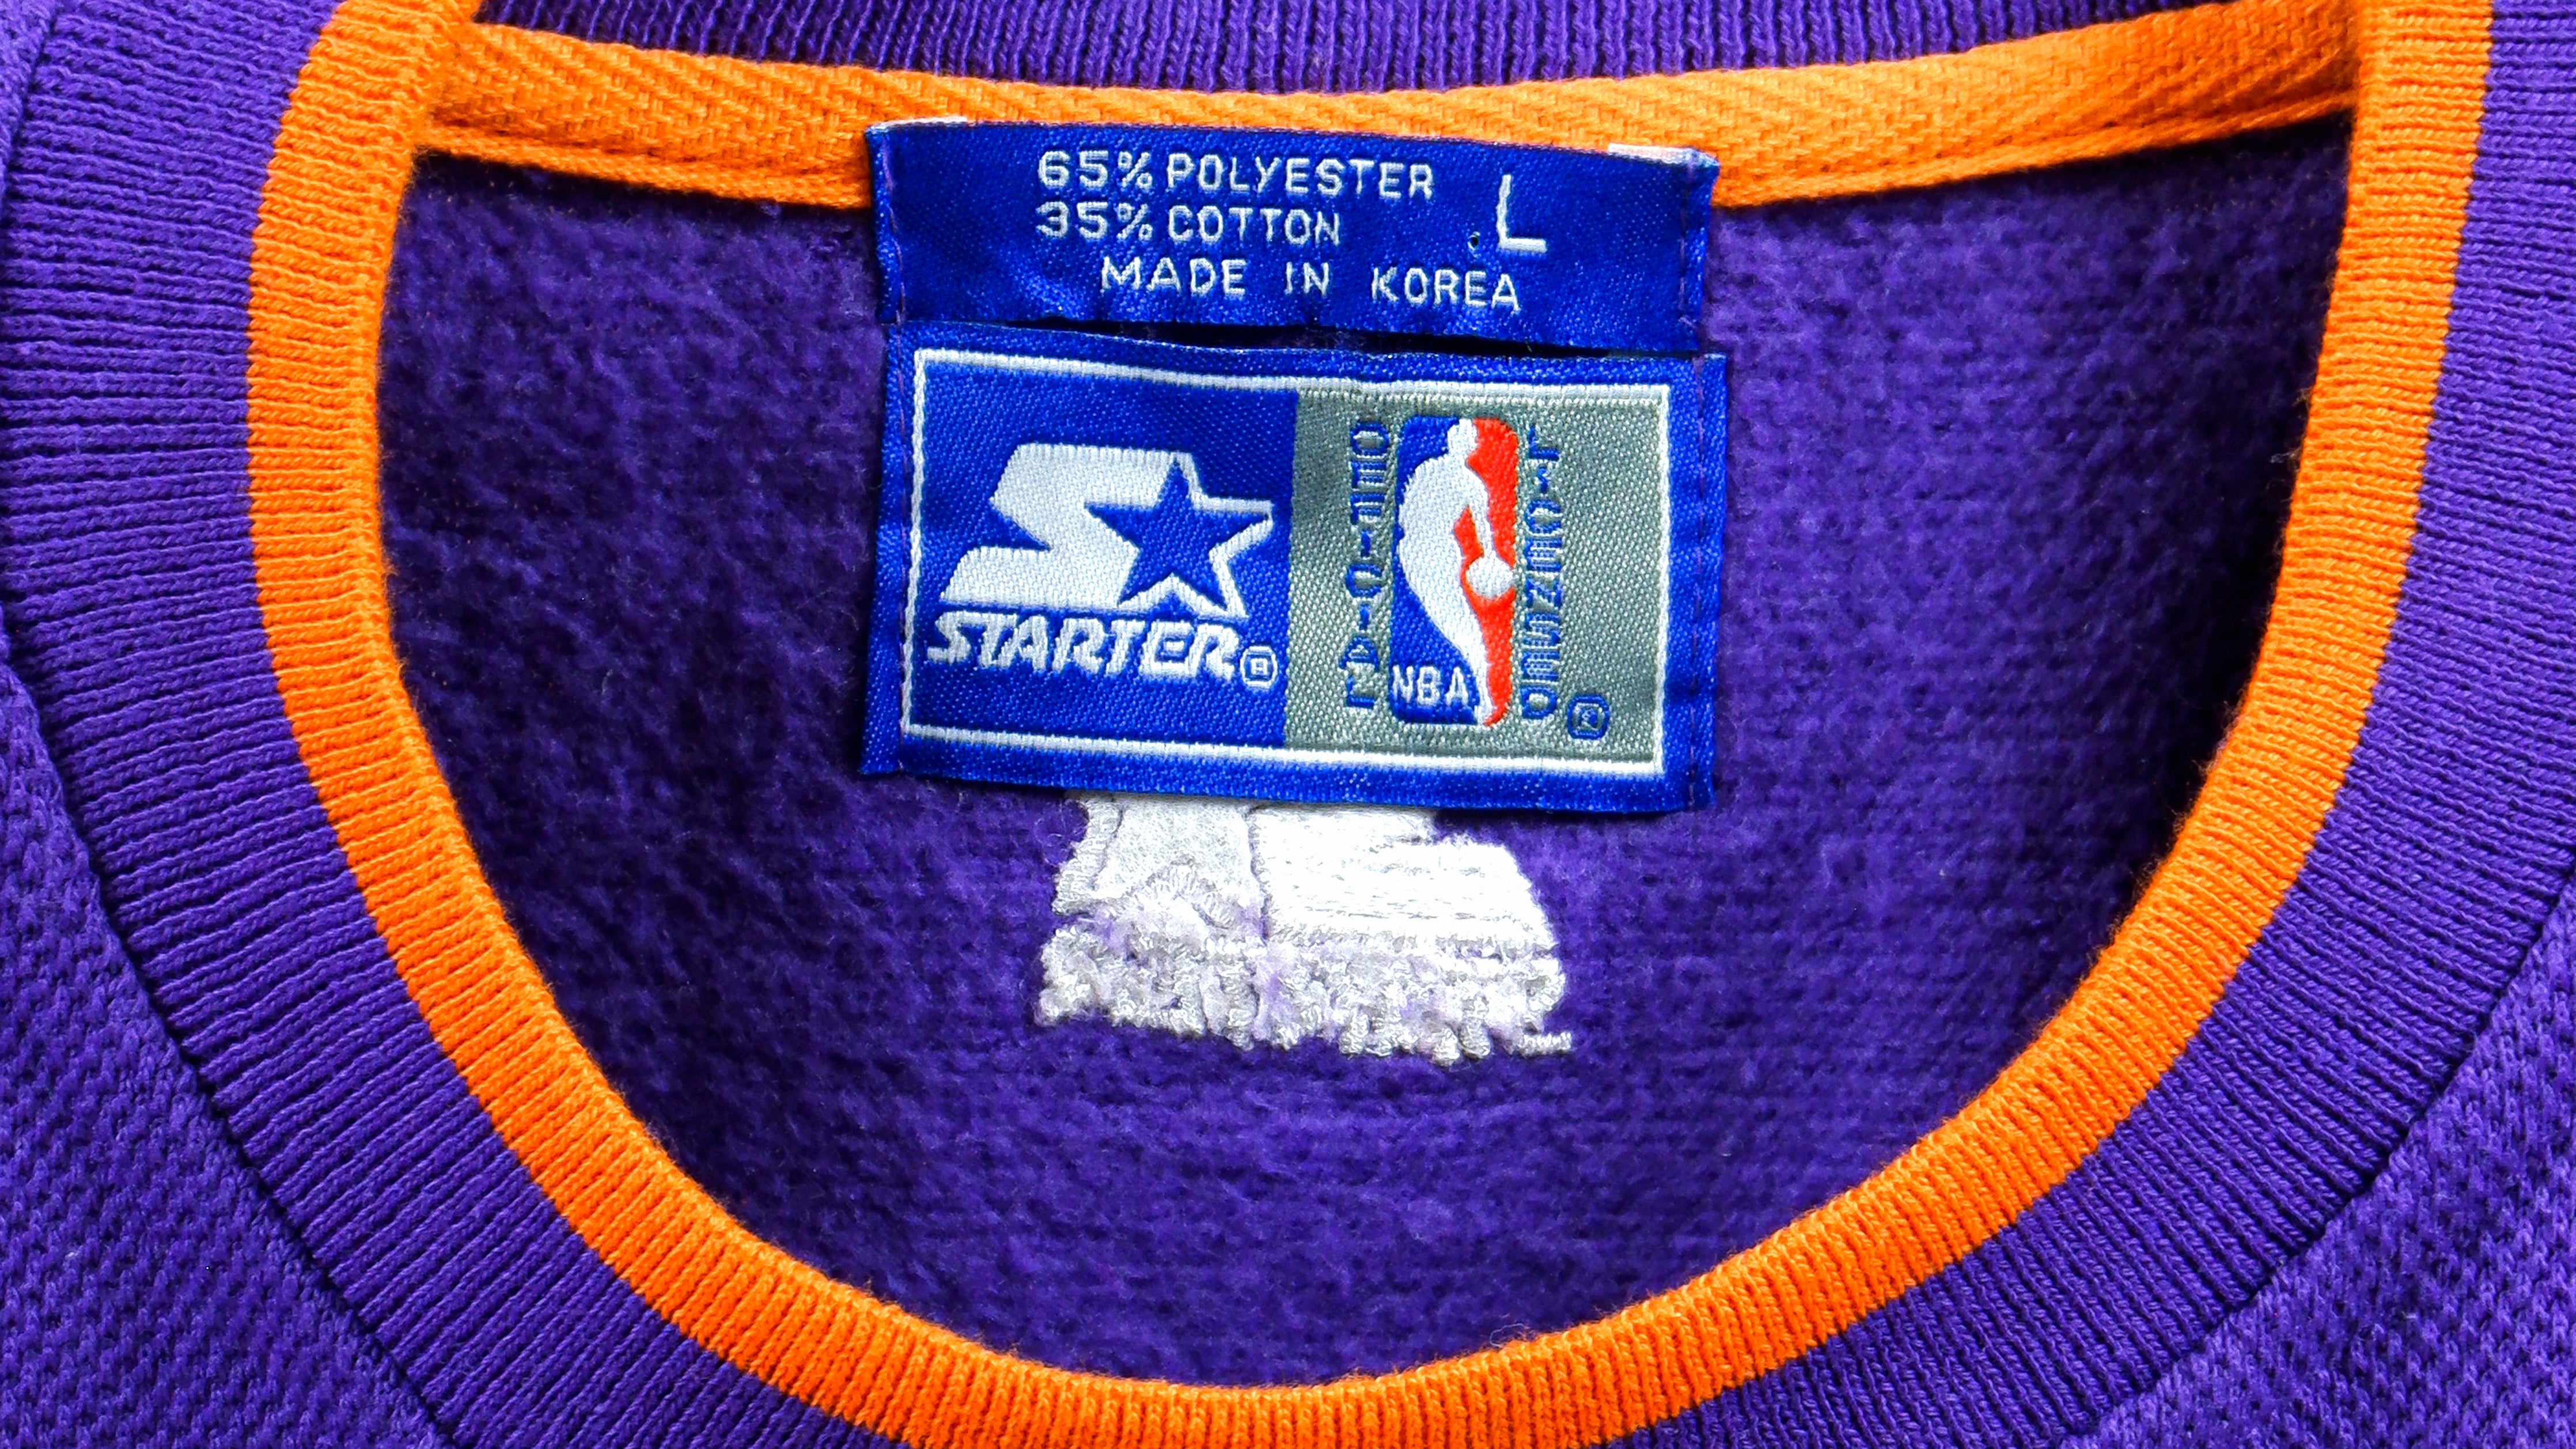 65% POLYESTER
35% COTTON
L
MADE IN KOREA
STARTER®
OFFICIAL
NBA
LICENSED
®